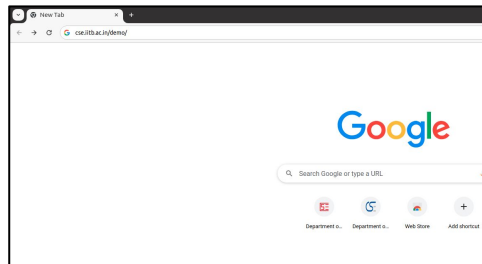 New Tab
cse.iitb.ac.in/demo/
Google
Search Google or type a URL
Department o... Department o... Web Store Add shortcut